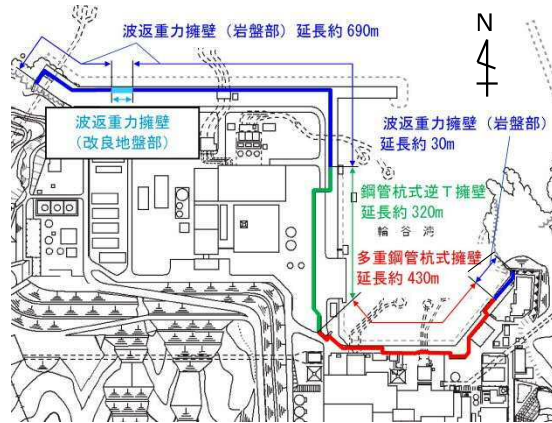 波返重力擁壁（岩盤部）延長約 690m
N
波返重力擁壁
（改良地盤部）
波返重力擁壁（岩盤部）
延長約 30m
鋼管杭式逆Ｔ擁壁
延長約 320m
輪谷湾
多重鋼管杭式擁壁
延長約 430m